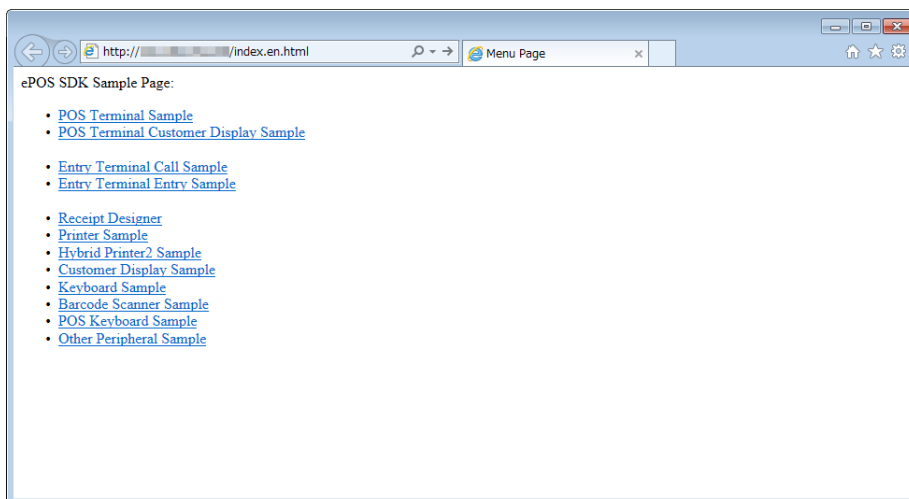 http:// /index.en.html
Menu Page
ePOS SDK Sample Page:
• POS Terminal Sample
• POS Terminal Customer Display Sample
• Entry Terminal Call Sample
• Entry Terminal Entry Sample
• Receipt Designer
• Printer Sample
• Hybrid Printer2 Sample
• Customer Display Sample
• Keyboard Sample
• Barcode Scanner Sample
• POS Keyboard Sample
• Other Peripheral Sample